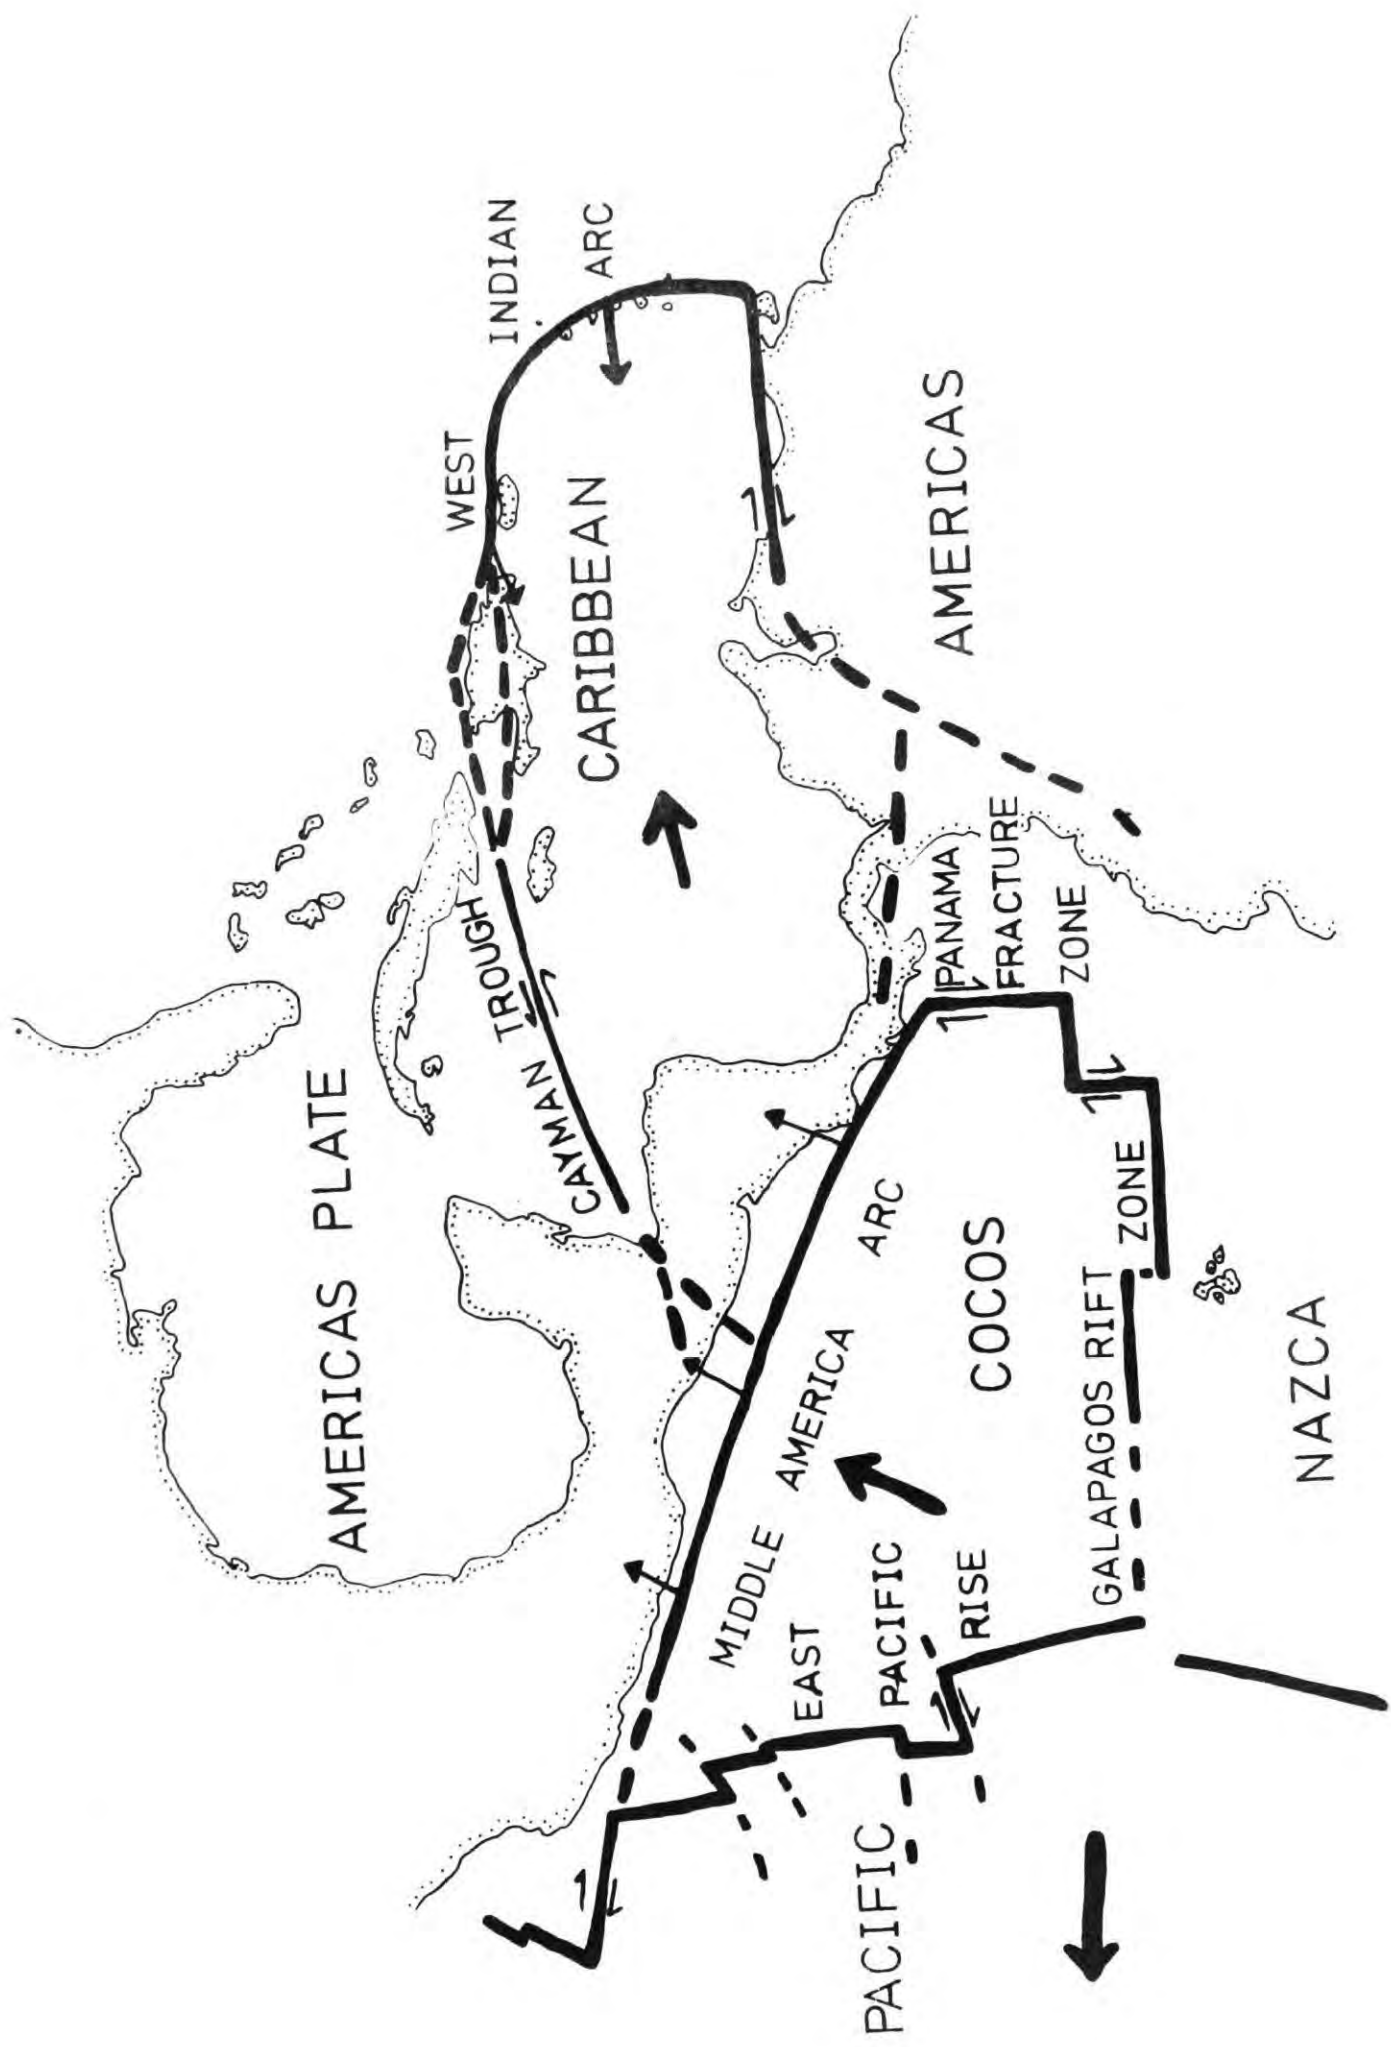 AMERICAS PLATE
WEST
INDIAN
ARC
CAYMAN TROUGH
CARIBBEAN
AMERICAS
PANAMA
FRACTURE
ZONE
MIDDLE AMERICA ARC
COCOS
EAST
PACIFIC
RISE
GALAPAGOS RIFT
ZONE
PACIFIC
NAZCA